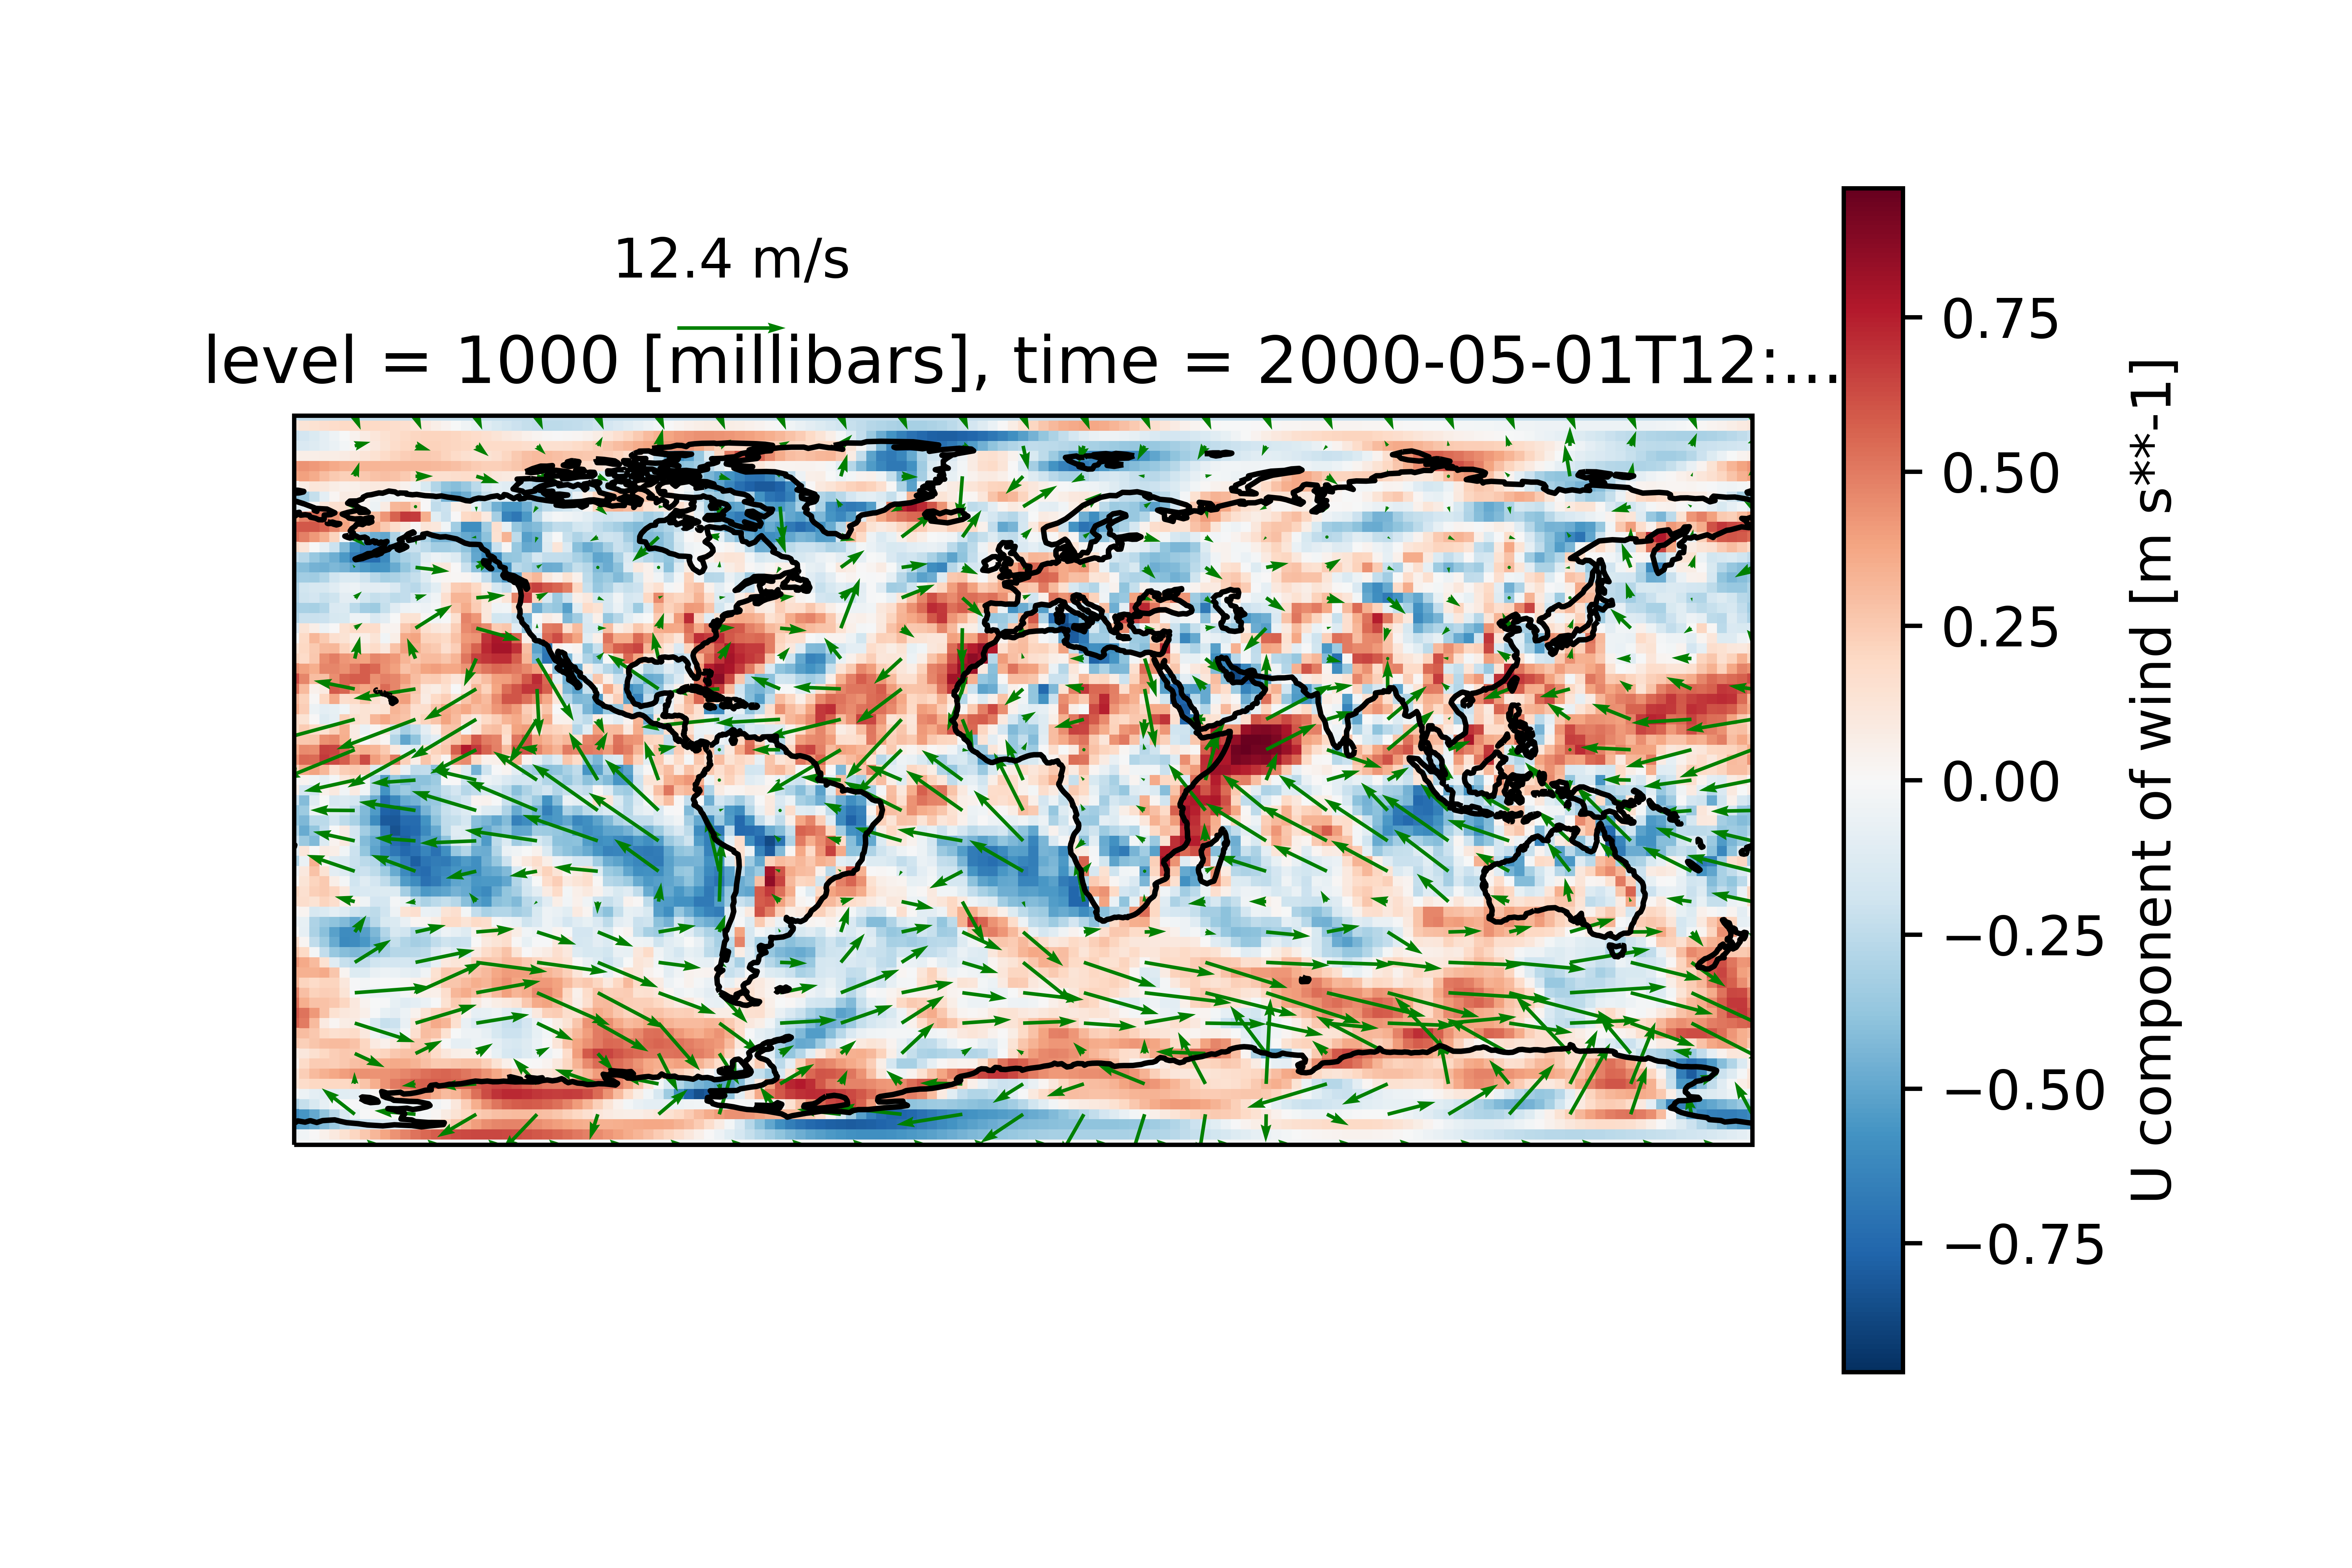 12.4 m/s
level = 1000 [millibars], time = 2000-05-01T12:...
0.75
0.50
0.25
0.00
−0.25
−0.50
−0.75
U component of wind [m s**-1]